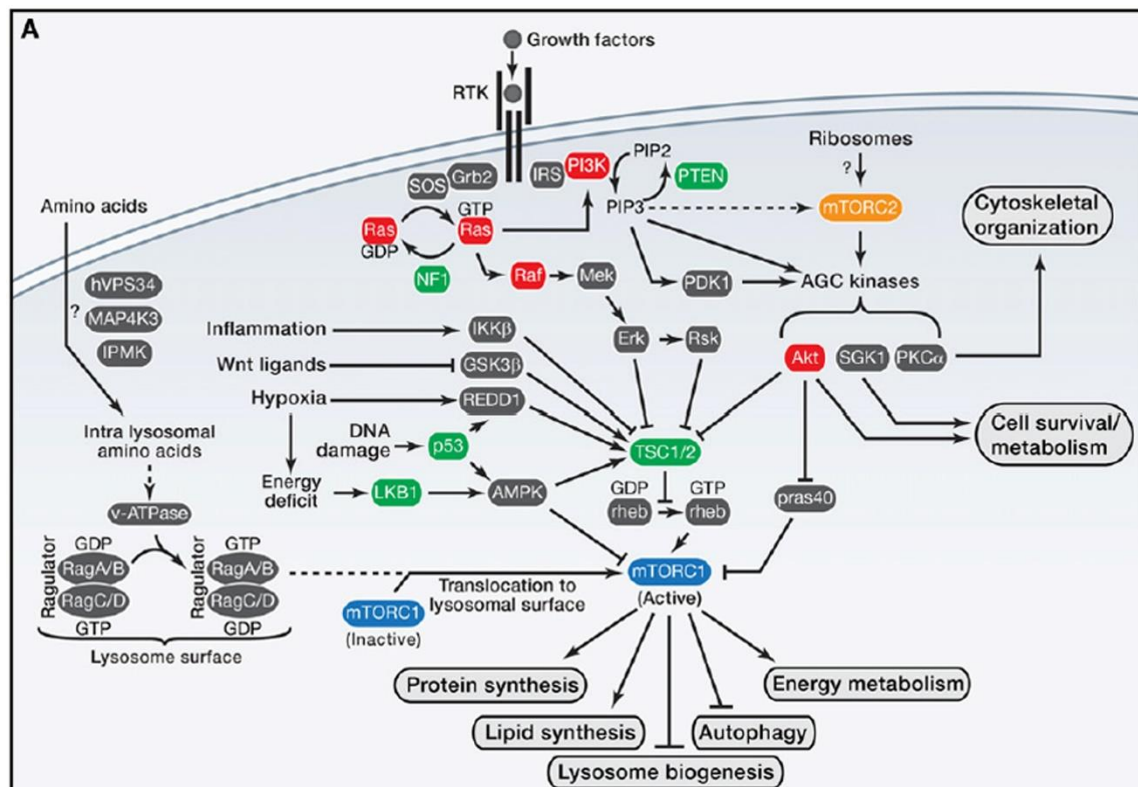 A
Growth factors
RTK
Ribosomes
?
PIP2
SOS
Grb2
IRS
PI3K
PTEN
Amino acids
GTP
PIP3
mTORC2
Cytoskeletal
organization
Ras
Ras
GDP
NF1
Raf
Mek
PDK1
AGC kinases
hVPS34
?
MAP4K3
IPMK
Inflammation
IKKβ
Erk
Rsk
Akt
SGK1
PKCα
Wnt ligands
GSK3β
Hypoxia
REDD1
DNA
damage
p53
TSC1/2
Cell survival/
metabolism
Intra lysosomal
amino acids
Energy
deficit
LKB1
AMPK
GDP
rheb
GTP
rheb
pras40
v-ATPase
Ragulator
GDP
RagA/B
RagC/D
GTP
Ragulator
GTP
RagA/B
RagC/D
GDP
Lysosome surface
mTORC1
(Inactive)
Translocation to
lysosomal surface
mTORC1
(Active)
Protein synthesis
Energy metabolism
Lipid synthesis
Autophagy
Lysosome biogenesis